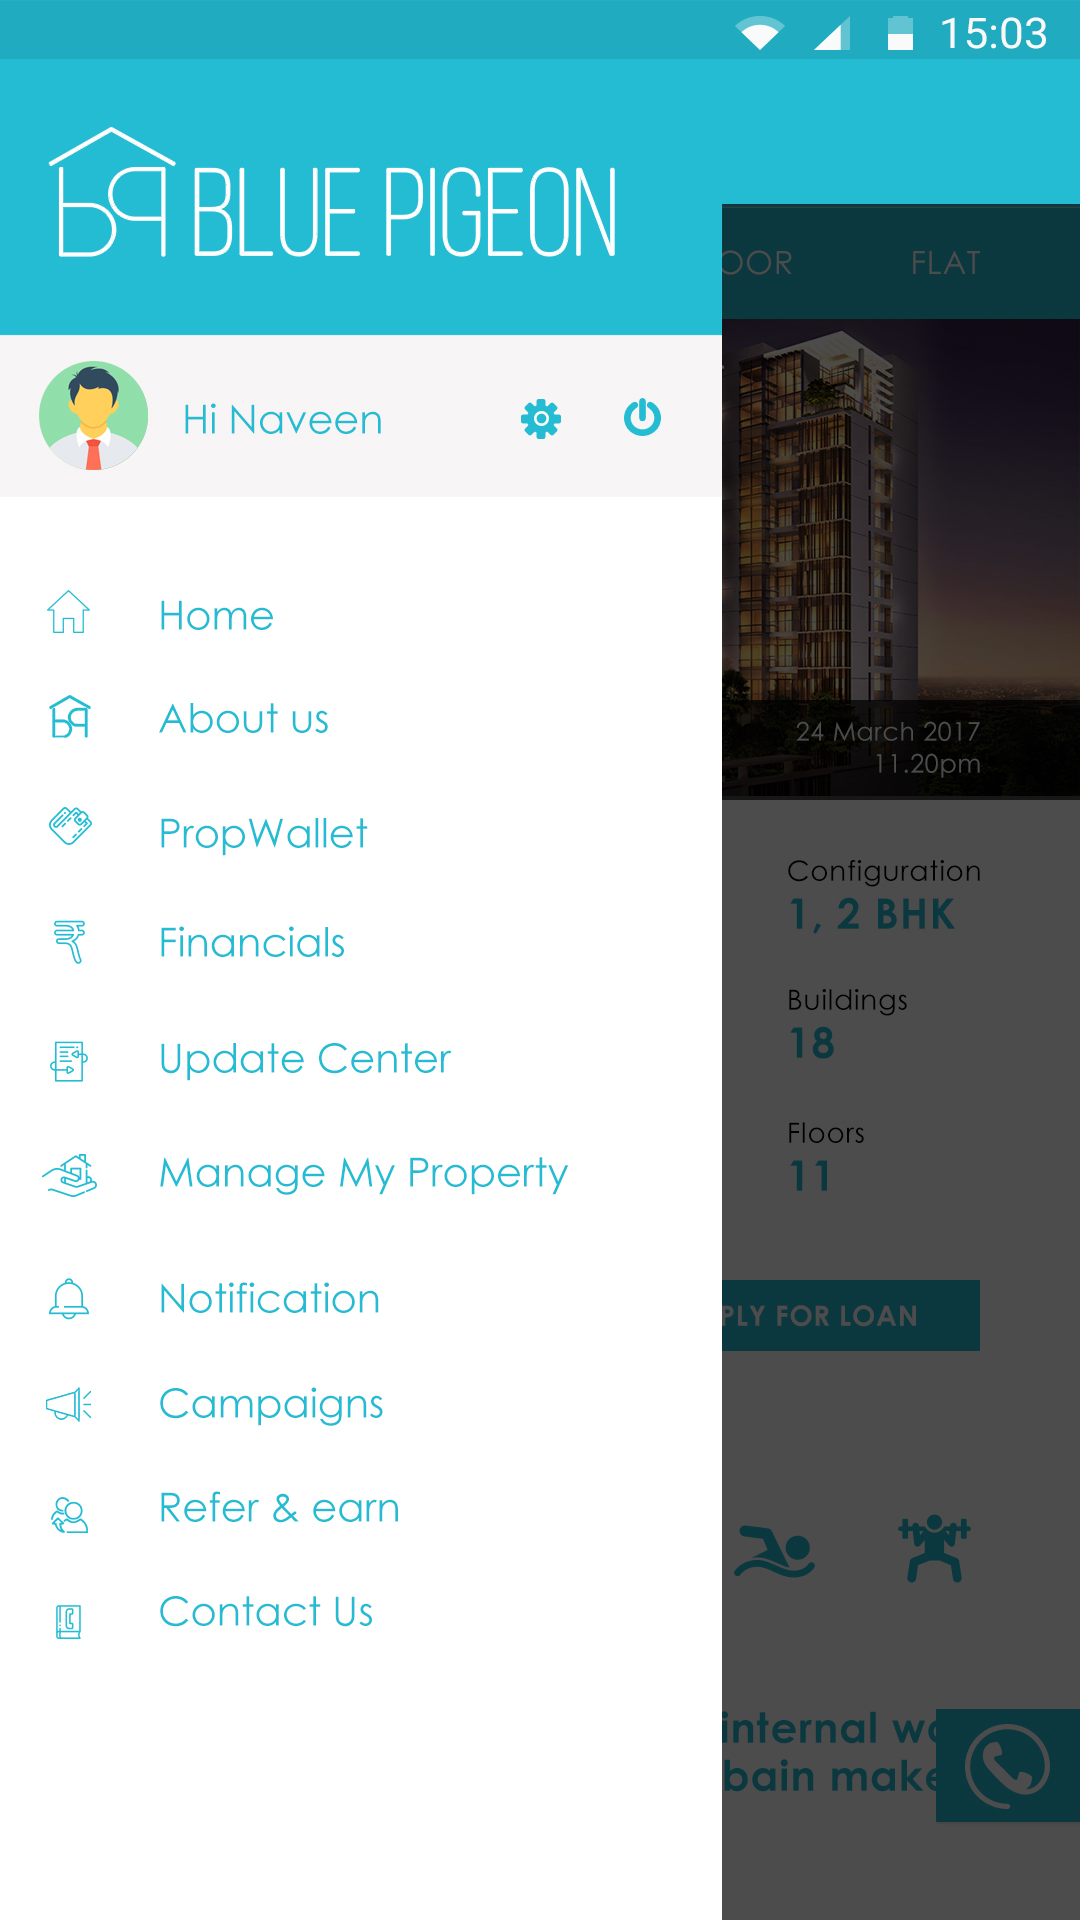 15:03
BLUE PIGEON
OOR
FLAT
Hi Naveen
Home
About us
PropWallet
Financials
Update Center
Manage My Property
Notification
Campaigns
Refer & earn
Contact Us
24 March 2017
11.20pm
Configuration
1, 2 BHK
Buildings
18
Floors
11
PLY FOR LOAN
internal wa
bain make